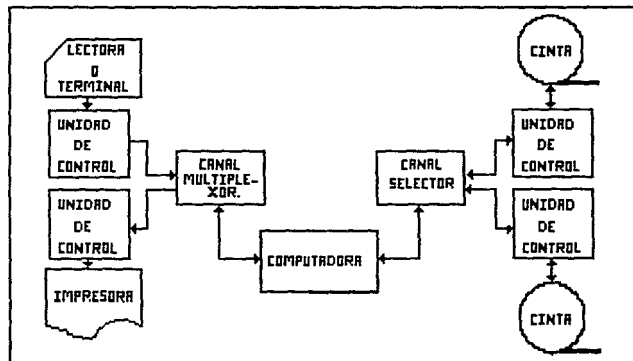 LECTORA
O
TERMINAL
UNIDAD
DE
CONTROL
UNIDAD
DE
CONTROL
IMPRESORA
CANAL
MULTIPLE-
XOR.
COMPUTADORA
CANAL
SELECTOR
CINTA
UNIDAD
DE
CONTROL
UNIDAD
DE
CONTROL
CINTA